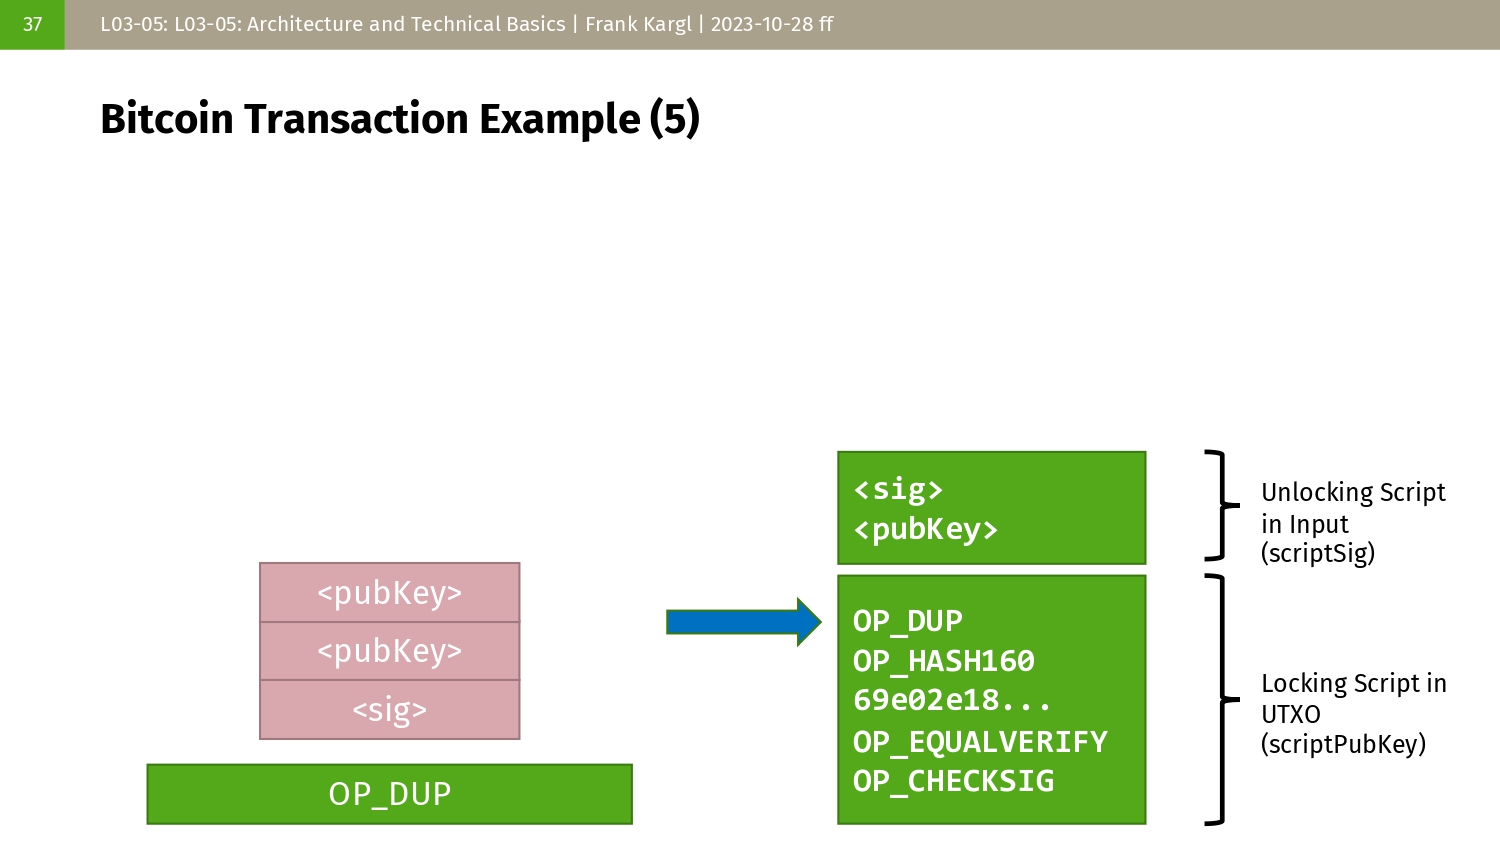 37
L03-05: L03-05: Architecture and Technical Basics | Frank Kargl | 2023-10-28 ff
Bitcoin Transaction Example (5)
<pubKey>
<pubKey>
<sig>
OP_DUP
<sig>
<pubKey>
OP_DUP
OP_HASH160
69e02e18...
OP_EQUALVERIFY
OP_CHECKSIG
Unlocking Script
in Input
(scriptSig)
Locking Script in
UTXO
(scriptPubKey)